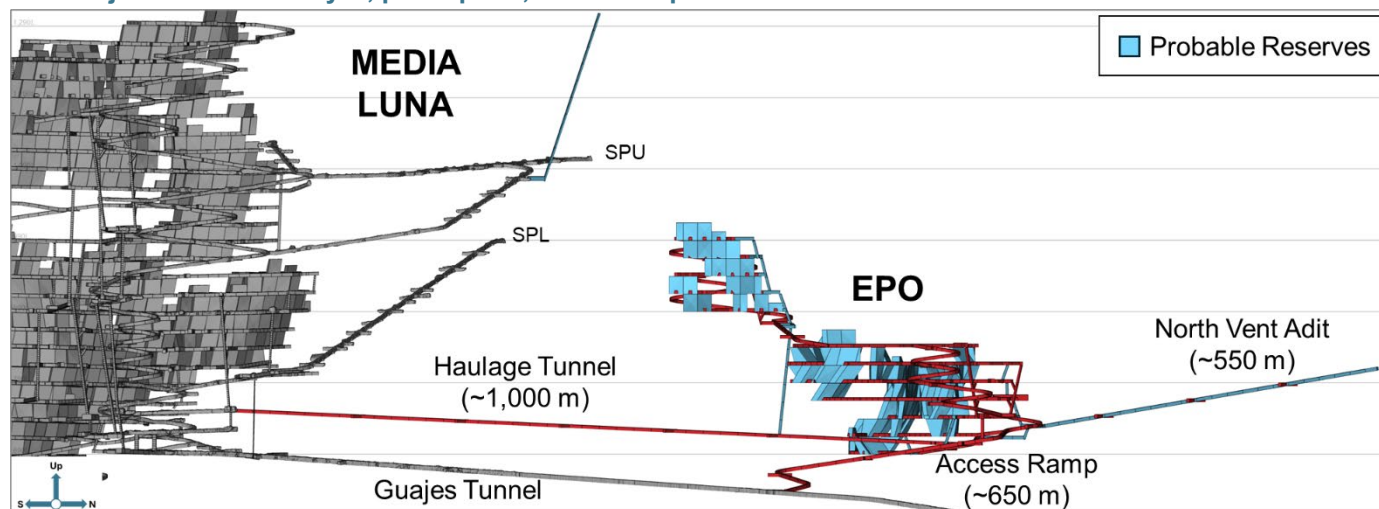 Probable Reserves
MEDIA
LUNA
SPU
SPL
EPO
North Vent Adit
(~550 m)
Haulage Tunnel
(~1,000 m)
Access Ramp
(~650 m)
Guajes Tunnel
Up
S
N